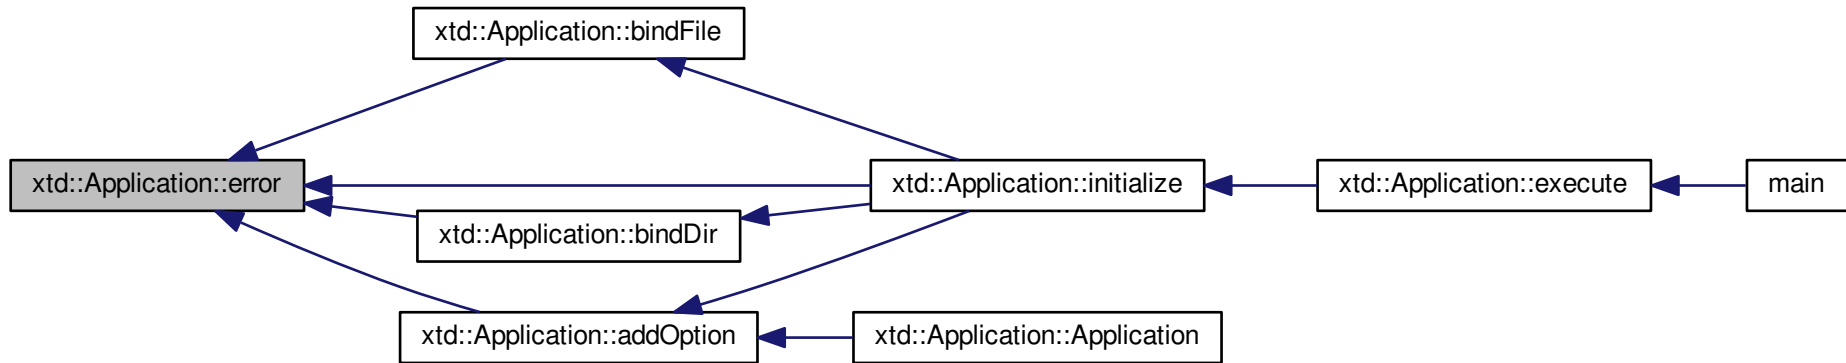 xtd::Application::bindFile
xtd::Application::error
xtd::Application::initialize
xtd::Application::execute
main
xtd::Application::bindDir
xtd::Application::addOption
xtd::Application::Application